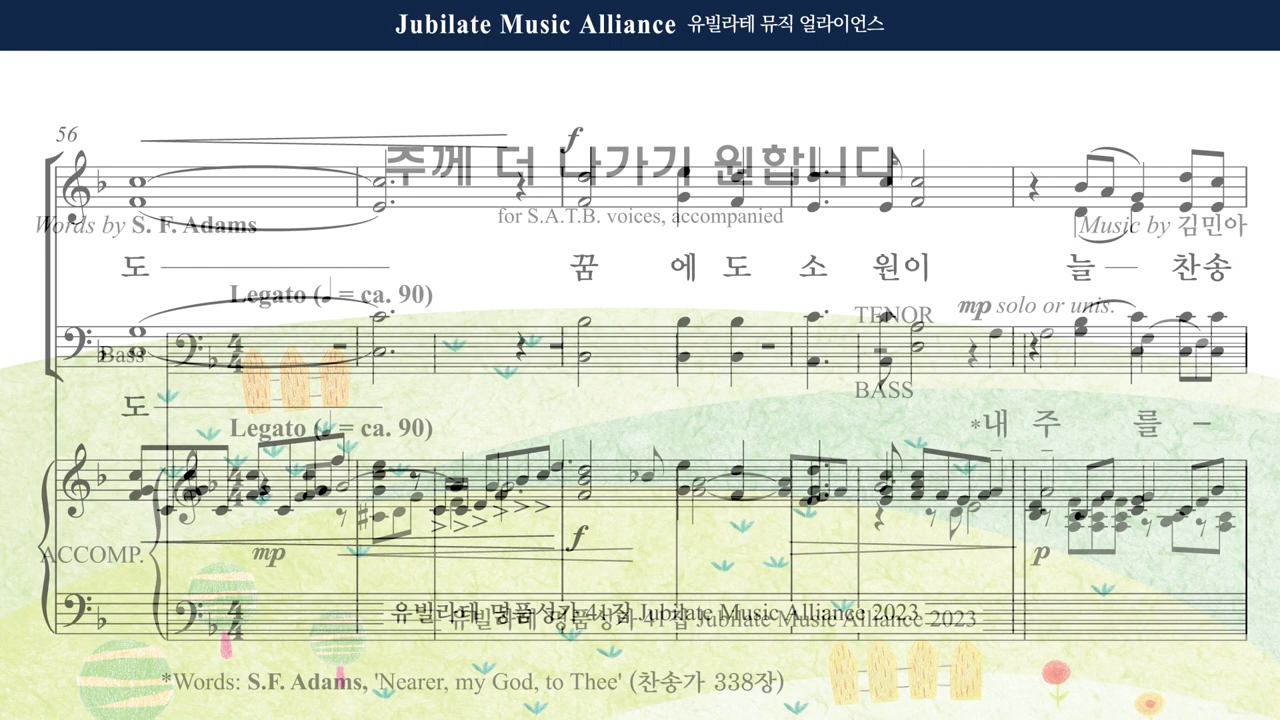 Jubilate Music Alliance 유빌라테 뮤직 얼라이언스
56
f
주께 더 나가기 원합니다
for S.A.T.B. voices, accompanied
Words by S. F. Adams
Music by 김민아
도 꿈 에 도 소 원이 늘 찬송
Legato (♩ = ca. 90)
TENOR
mp solo or unis.
Bass
BASS
도
*내 주 를 -
Legato (♩ = ca. 90)
ACCOMP.
mp
f
p
유빌라테 명품성가 41집 Jubilate Music Alliance 2023
유빌라테 명품성가 41집 Jubilate Music Alliance 2023
*Words: S.F. Adams, 'Nearer, my God, to Thee' (찬송가 338장)